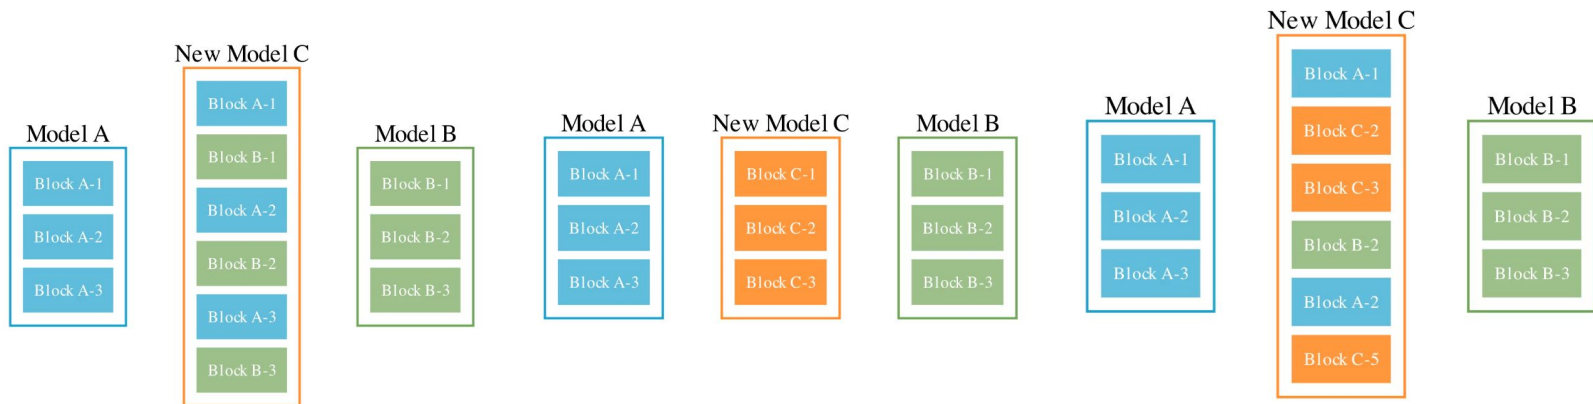 Model A
Block A-1
Block A-2
Block A-3
New Model C
Block A-1
Block B-1
Block A-2
Block B-2
Block A-3
Block B-3
Model B
Block B-1
Block B-2
Block B-3
Model A
Block A-1
Block A-2
Block A-3
New Model C
Block C-1
Block C-2
Block C-3
Model B
Block B-1
Block B-2
Block B-3
Model A
Block A-1
Block A-2
Block A-3
New Model C
Block A-1
Block C-2
Block C-3
Block B-2
Block A-2
Block C-5
Model B
Block B-1
Block B-2
Block B-3